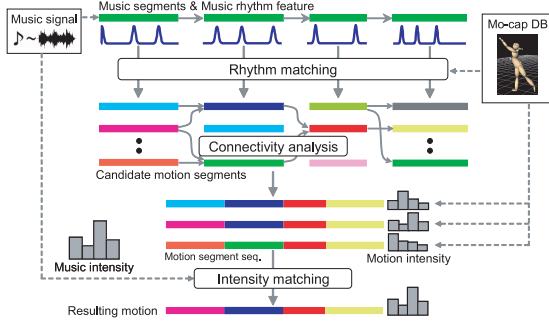 Music signal
Music segments & Music rhythm feature
Mo-cap DB
Rhythm matching
Connectivity analysis
Candidate motion segments
Music intensity
Motion segment seq.
Motion intensity
Intensity matching
Resulting motion